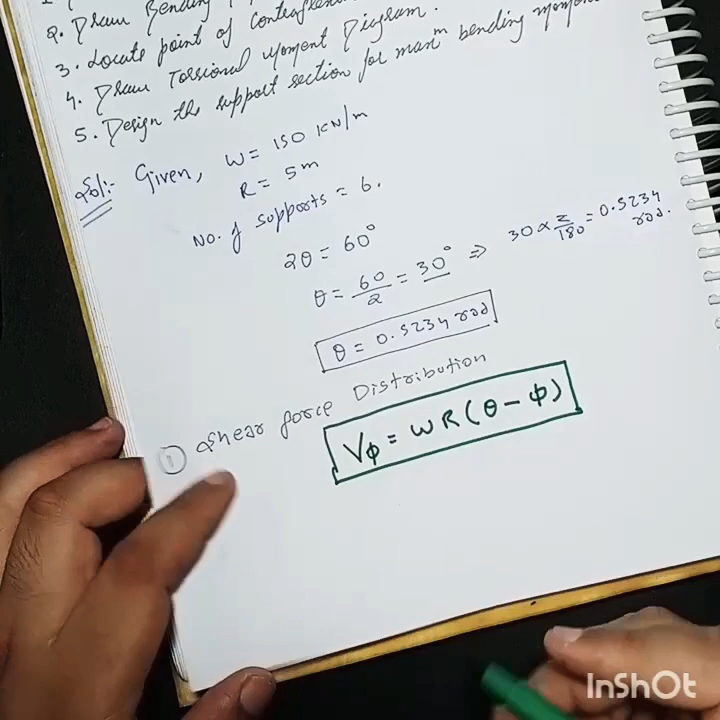 2. Draw Bending
3. Locate point of contraflexure
4. Draw Torsional Moment Diagram.
5. Design the support section for maxm bending moment
Sol:- Given, W = 150 KN/m
R = 5m
No. of supports = 6.
2θ = 60°
θ = 60/2 = 30° ⇒ 30 × π/180 = 0.5234 rad.
θ = 0.5234 rad
① Shear force Distribution
Vφ = WR(θ - φ)
InShOt